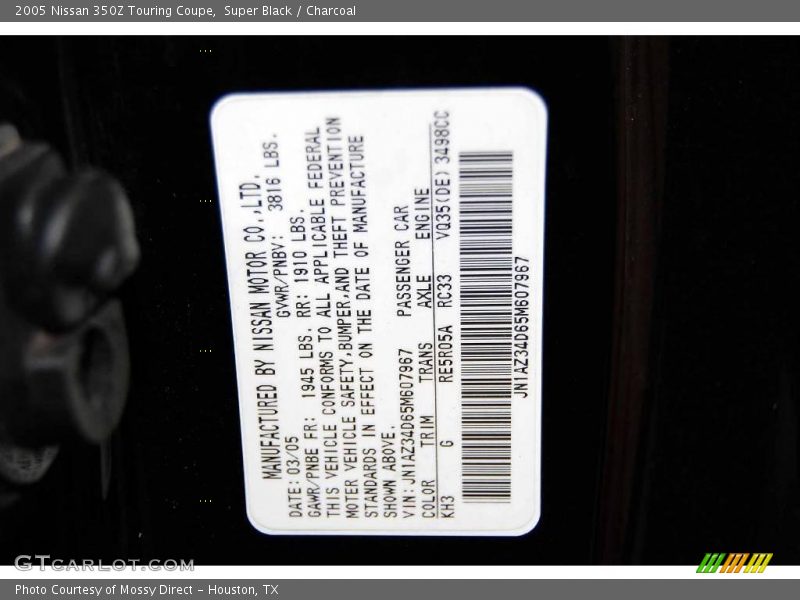 2005 Nissan 350Z Touring Coupe,  Super Black / Charcoal
MANUFACTURED BY NISSAN MOTOR CO.,LTD.
DATE: 03/05 GVWR/PNBV: 3816 LBS.
GAWR/PNBE FR: 1945 LBS. RR: 1910 LBS.
THIS VEHICLE CONFORMS TO ALL APPLICABLE FEDERAL
MOTER VEHICLE SAFETY,BUMPER,AND THEFT PREVENTION
STANDARDS IN EFFECT ON THE DATE OF MANUFACTURE
SHOWN ABOVE.
VIN: JN1AZ34D65M607967 PASSENGER CAR
COLOR TRIM TRANS AXLE ENGINE
KH3 G RE5R05A RC33 VQ35(DE) 3498CC
JN1AZ34D65M607967
GTcarlot.com
Photo Courtesy of Mossy Direct – Houston, TX